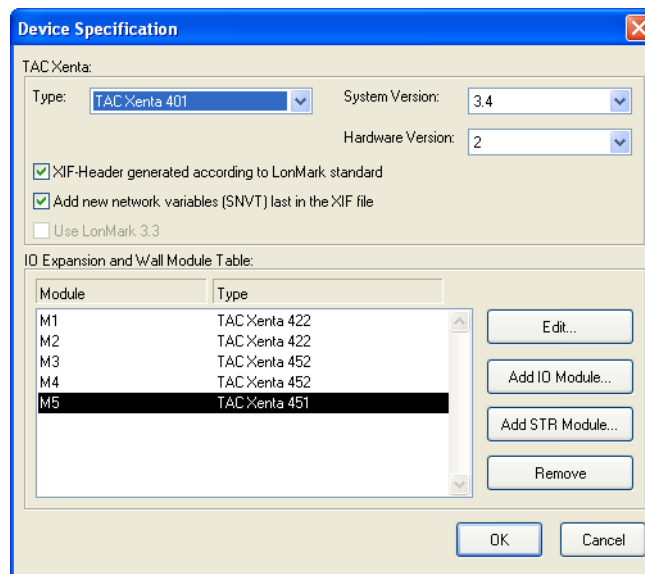 Device Specification
TAC Xenta:
Type: TAC Xenta 401 System Version: 3.4
Hardware Version: 2
XIF-Header generated according to LonMark standard
Add new network variables (SNVT) last in the XIF file
Use LonMark 3.3
IO Expansion and Wall Module Table:
Module Type
M1 TAC Xenta 422
M2 TAC Xenta 422
M3 TAC Xenta 452
M4 TAC Xenta 452
M5 TAC Xenta 451
Edit...
Add IO Module...
Add STR Module...
Remove
OK Cancel